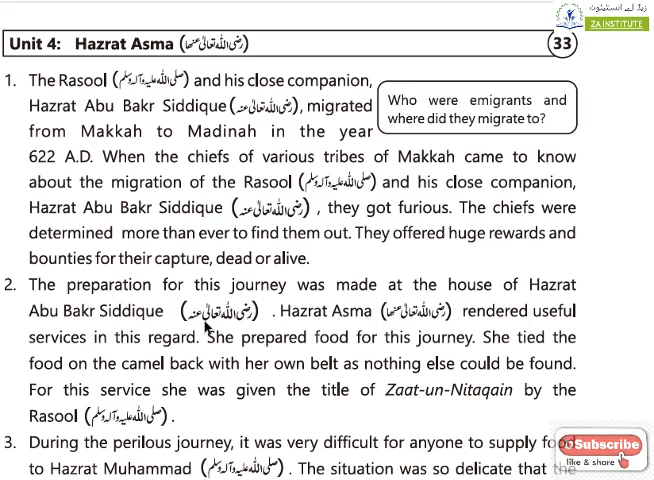 زیڈ اے انسٹیٹیوٹ
ZA INSTITUTE
Unit 4: Hazrat Asma (رضی اللہ تعالیٰ عنھا)
33
1. The Rasool (صلی اللہ علیہ وآلہ وسلم) and his close companion,
Hazrat Abu Bakr Siddique (رضی اللہ تعالیٰ عنہ), migrated
from Makkah to Madinah in the year
Who were emigrants and
where did they migrate to?
622 A.D. When the chiefs of various tribes of Makkah came to know
about the migration of the Rasool (صلی اللہ علیہ وآلہ وسلم) and his close companion,
Hazrat Abu Bakr Siddique (رضی اللہ تعالیٰ عنہ) , they got furious. The chiefs were
determined more than ever to find them out. They offered huge rewards and
bounties for their capture, dead or alive.
2. The preparation for this journey was made at the house of Hazrat
Abu Bakr Siddique (رضی اللہ تعالیٰ عنہ) . Hazrat Asma (رضی اللہ تعالیٰ عنھا) rendered useful
services in this regard. She prepared food for this journey. She tied the
food on the camel back with her own belt as nothing else could be found.
For this service she was given the title of Zaat-un-Nitaqain by the
Rasool (صلی اللہ علیہ وآلہ وسلم) .
3. During the perilous journey, it was very difficult for anyone to supply food
to Hazrat Muhammad (صلی اللہ علیہ وآلہ وسلم) . The situation was so delicate that the
Subscribe
like & share